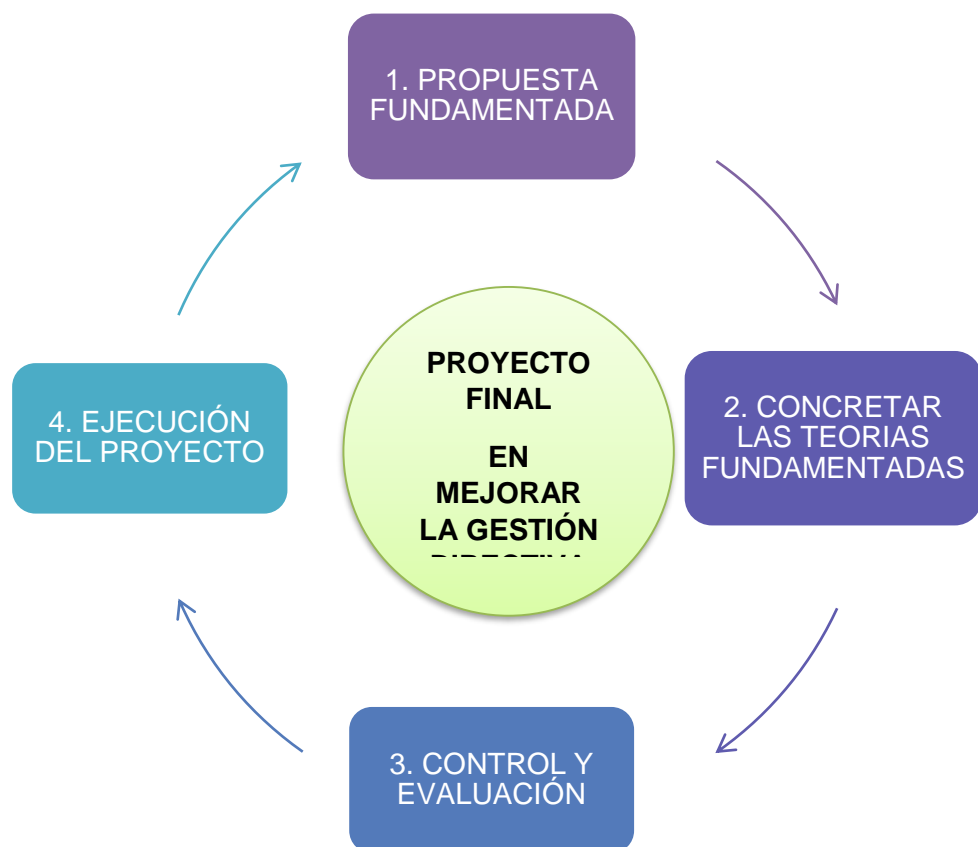 1. PROPUESTA
FUNDAMENTADA
2. CONCRETAR
LAS TEORIAS
FUNDAMENTADAS
3. CONTROL Y
EVALUACIÓN
4. EJECUCIÓN
DEL PROYECTO
PROYECTO
FINAL
EN
MEJORAR
LA GESTIÓN